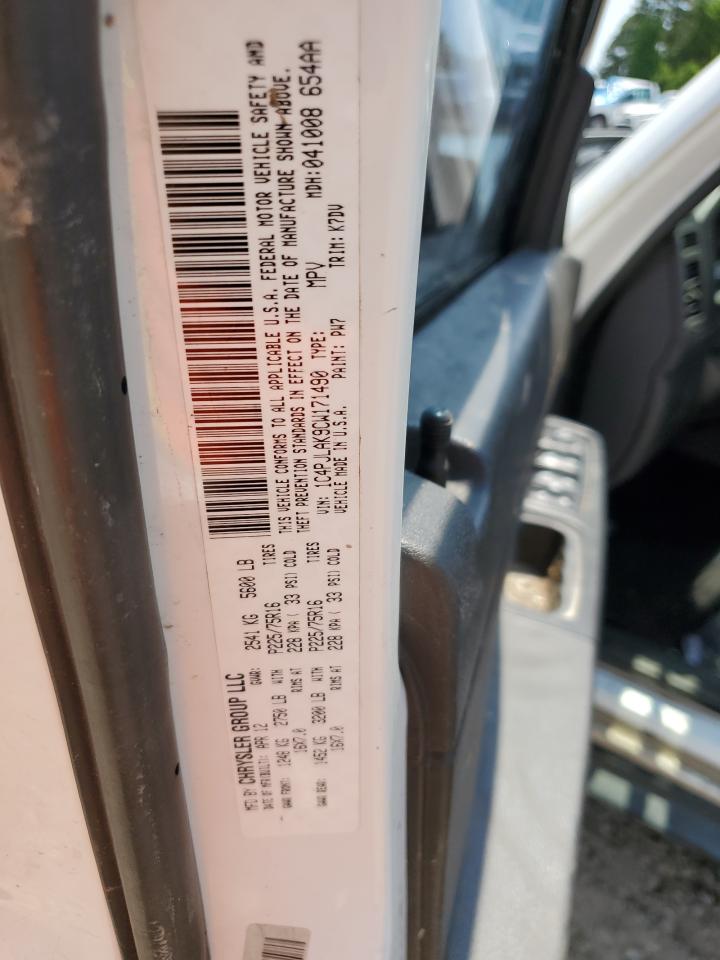 MFD BY CHRYSLER GROUP LLC
DATE OF MFR(BUILT): APR 12 GVWR: 2541 KG 5600 LB
GAWR FRONT: 1248 KG 2750 LB WITH P225/75R16 TIRES
16X7.0 RIMS AT 228 KPA ( 33 PSI) COLD
GAWR REAR: 1452 KG 3200 LB WITH P225/75R16 TIRES
16X7.0 RIMS AT 228 KPA ( 33 PSI) COLD
THIS VEHICLE CONFORMS TO ALL APPLICABLE U.S.A. FEDERAL MOTOR VEHICLE SAFETY AND
THEFT PREVENTION STANDARDS IN EFFECT ON THE DATE OF MANUFACTURE SHOWN ABOVE.
VIN: 1C4PJLAK9CW171490 TYPE: MPV MDH:041008 654AA
VEHICLE MADE IN U.S.A. PAINT: PW7 TRIM: K7DV